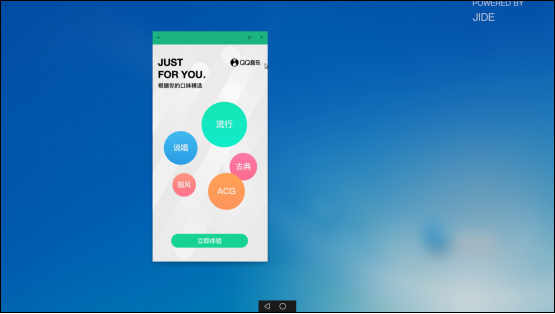 POWERED BY
JIDE
JUST
FOR YOU.
QQ音乐
根据你的口味精选
流行
说唱
古典
国风
ACG
立即体验